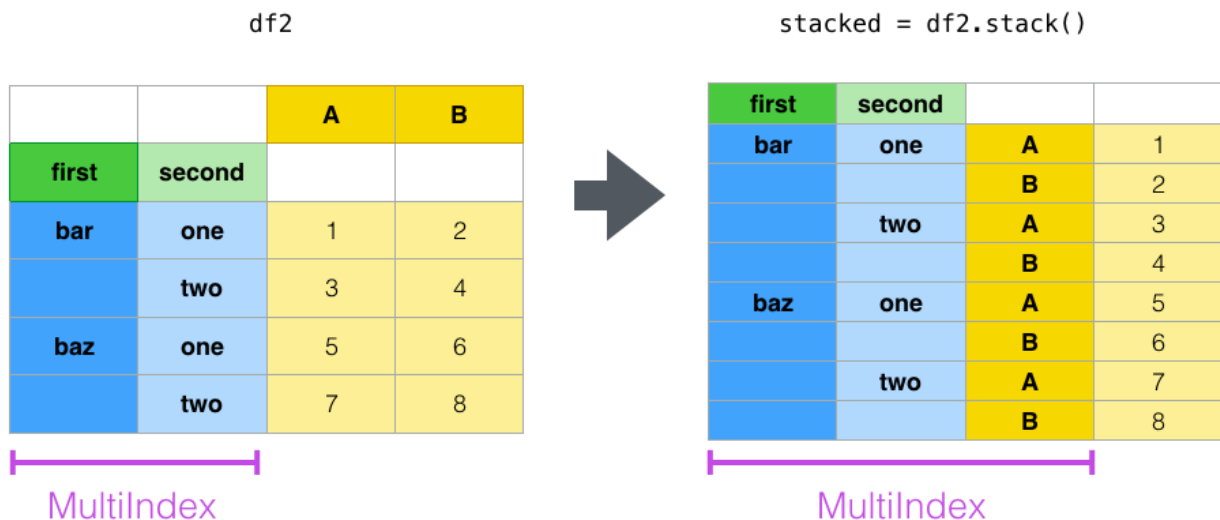 df2
A B
first second
bar one 1 2
two 3 4
baz one 5 6
two 7 8
MultiIndex
stacked = df2.stack()
first second
bar one A 1
B 2
two A 3
B 4
baz one A 5
B 6
two A 7
B 8
MultiIndex